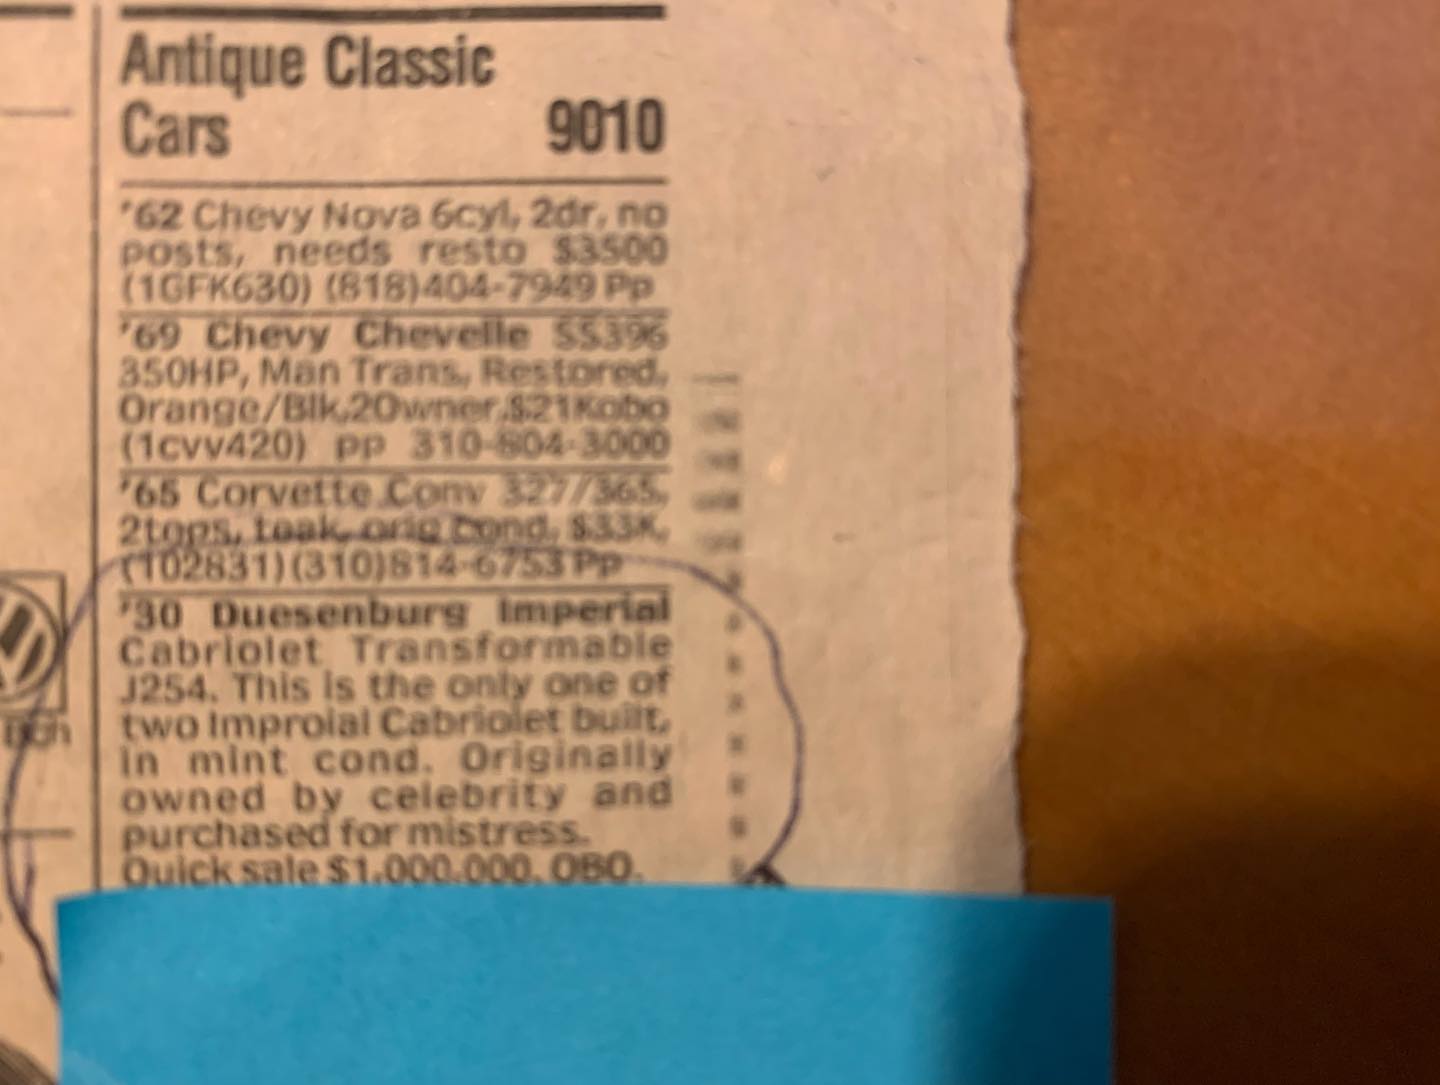 Antique Classic
Cars 9010
'62 Chevy Nova 6cyl, 2dr, no
posts, needs resto $3500
(1GFK630) (818)404-7949 Pp
'69 Chevy Chevelle SS396
350HP, Man Trans, Restored,
Orange/Blk,2Owner,$21Kobo
(1cvv420) pp 310-804-3000
'65 Corvette Conv 327/365,
2tops, teak, orig cond, $33K,
(102831)(310)814-6753 Pp
'30 Duesenburg Imperial
Cabriolet Transformable
J254. This is the only one of
two Improial Cabriolet built,
in mint cond. Originally
owned by celebrity and
purchased for mistress.
Quick sale $1,000,000. OBO.